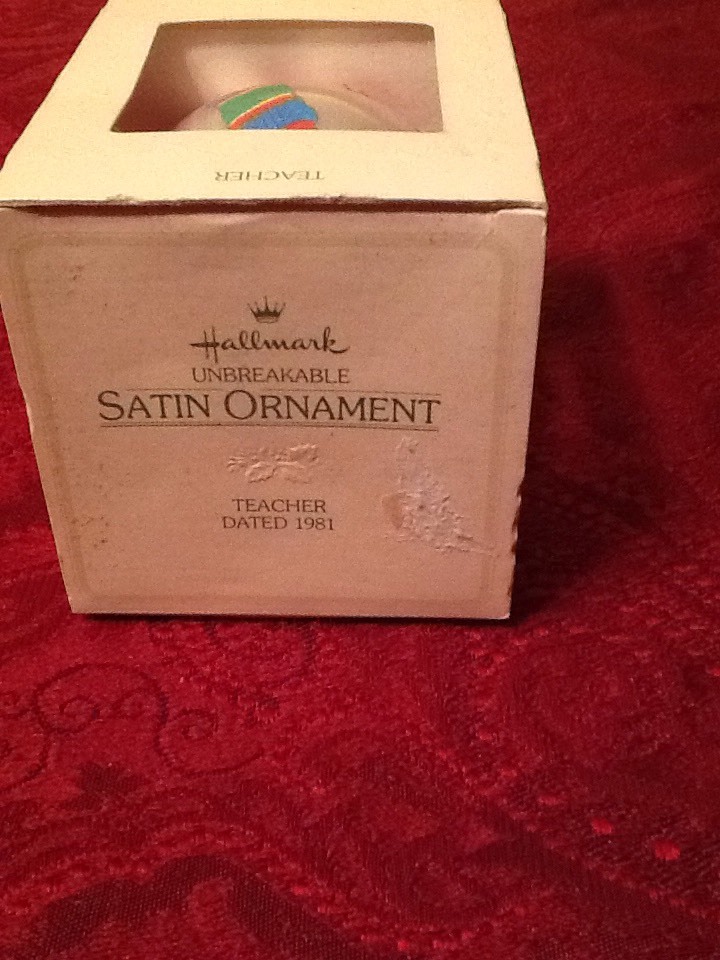 TEACHER
Hallmark
UNBREAKABLE
SATIN ORNAMENT
TEACHER
DATED 1981